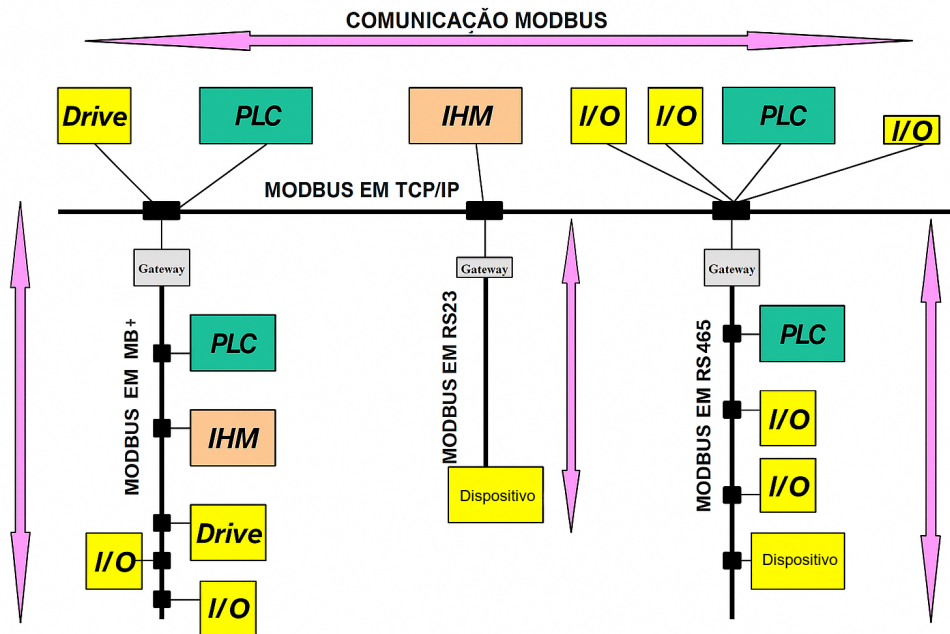 COMUNICAÇÃO MODBUS
Drive
PLC
IHM
I/O
I/O
PLC
I/O
MODBUS EM TCP/IP
Gateway
Gateway
Gateway
MODBUS EM MB+
PLC
IHM
Drive
I/O
I/O
MODBUS EM RS23
Dispositivo
MODBUS EM RS465
PLC
I/O
I/O
Dispositivo